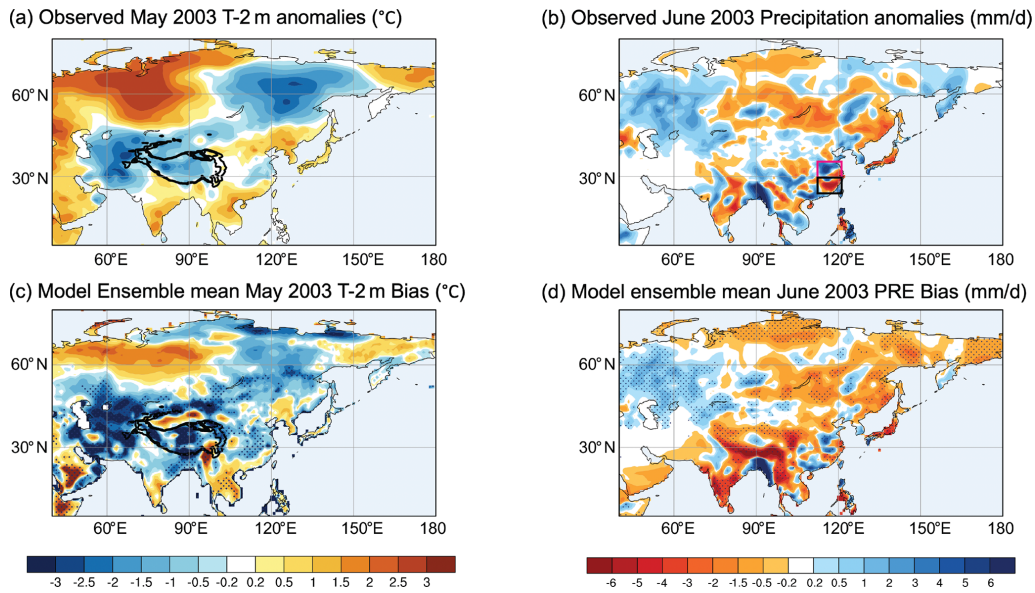 (a) Observed May 2003 T-2 m anomalies (°C)
(b) Observed June 2003 Precipitation anomalies (mm/d)
60°N
30°N
60°E 90°E 120°E 150°E 180
60°N
30°N
60°E 90°E 120°E 150°E 180
(c) Model Ensemble mean May 2003 T-2 m Bias (°C)
(d) Model ensemble mean June 2003 PRE Bias (mm/d)
60°N
30°N
60°E 90°E 120°E 150°E 180
60°N
30°N
60°E 90°E 120°E 150°E 180
-3 -2.5 -2 -1 -0.5 -0.2 0.2 0.5 1 1.5 2 2.5 3
-6 -5 -4 -3 -2 -1.5 -0.5 -0.2 0.2 0.5 1 2 3 4 5 6